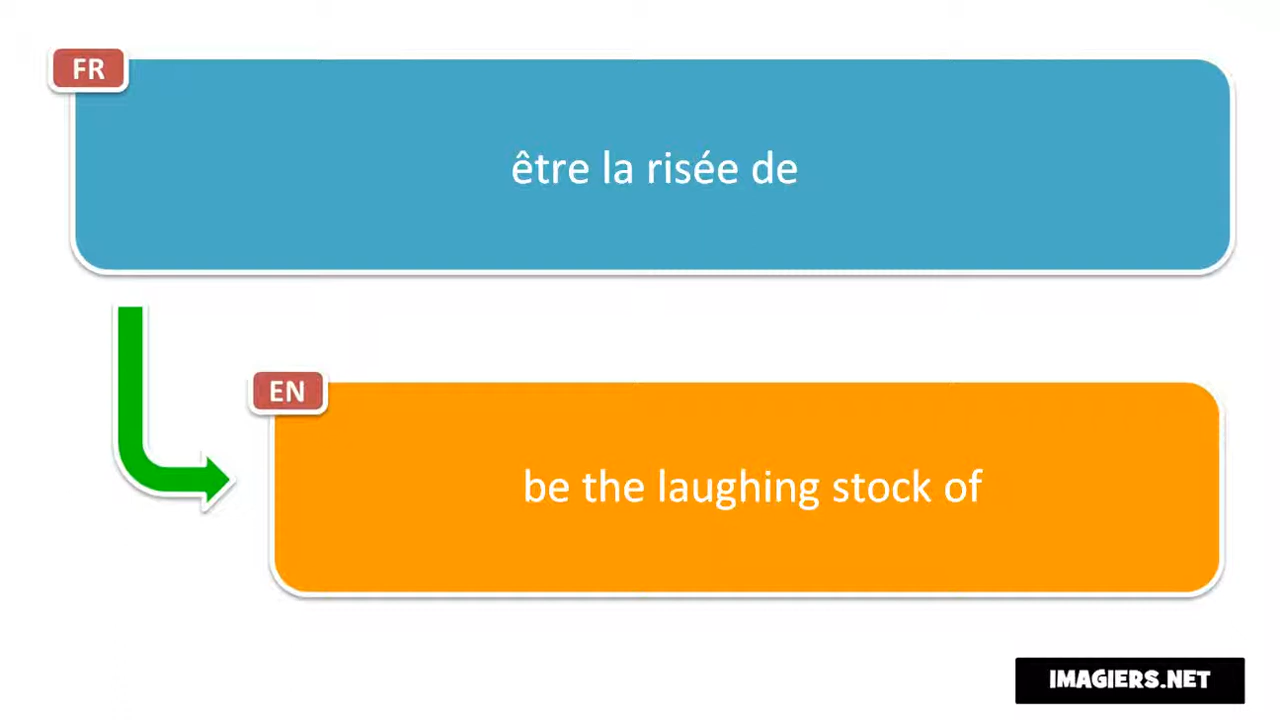 FR
être la risée de
EN
be the laughing stock of
IMAGIERS.NET